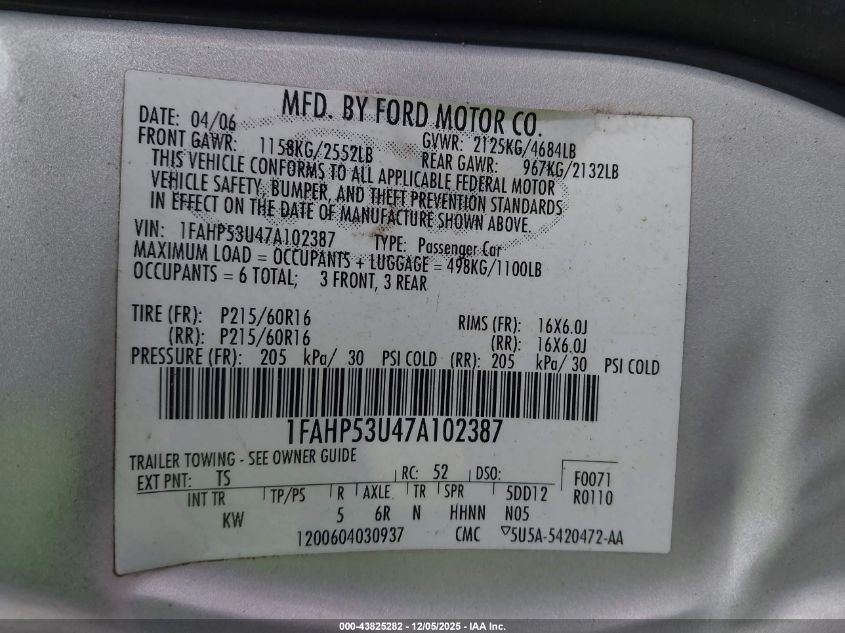 MFD. BY FORD MOTOR CO.
DATE: 04/06 GVWR: 2125KG/4684LB
FRONT GAWR: 1158KG/2552LB REAR GAWR: 967KG/2132LB
THIS VEHICLE CONFORMS TO ALL APPLICABLE FEDERAL MOTOR
VEHICLE SAFETY, BUMPER, AND THEFT PREVENTION STANDARDS
IN EFFECT ON THE DATE OF MANUFACTURE SHOWN ABOVE.
VIN: 1FAHP53U47A102387 TYPE: Passenger Car
MAXIMUM LOAD = OCCUPANTS + LUGGAGE = 498KG/1100LB
OCCUPANTS = 6 TOTAL; 3 FRONT, 3 REAR
TIRE (FR): P215/60R16 RIMS (FR): 16X6.0J
(RR): P215/60R16 (RR): 16X6.0J
PRESSURE (FR): 205 kPa/ 30 PSI COLD (RR): 205 kPa/ 30 PSI COLD
1FAHP53U47A102387
TRAILER TOWING - SEE OWNER GUIDE
EXT PNT: TS RC: 52 DSO: F0071
INT TR TP/PS R AXLE TR SPR 5DD12 R0110
KW 5 6R N HHNN N05
1200604030937 CMC ▽5U5A-5420472-AA
000-43825282 - 12/05/2025 - IAA Inc.